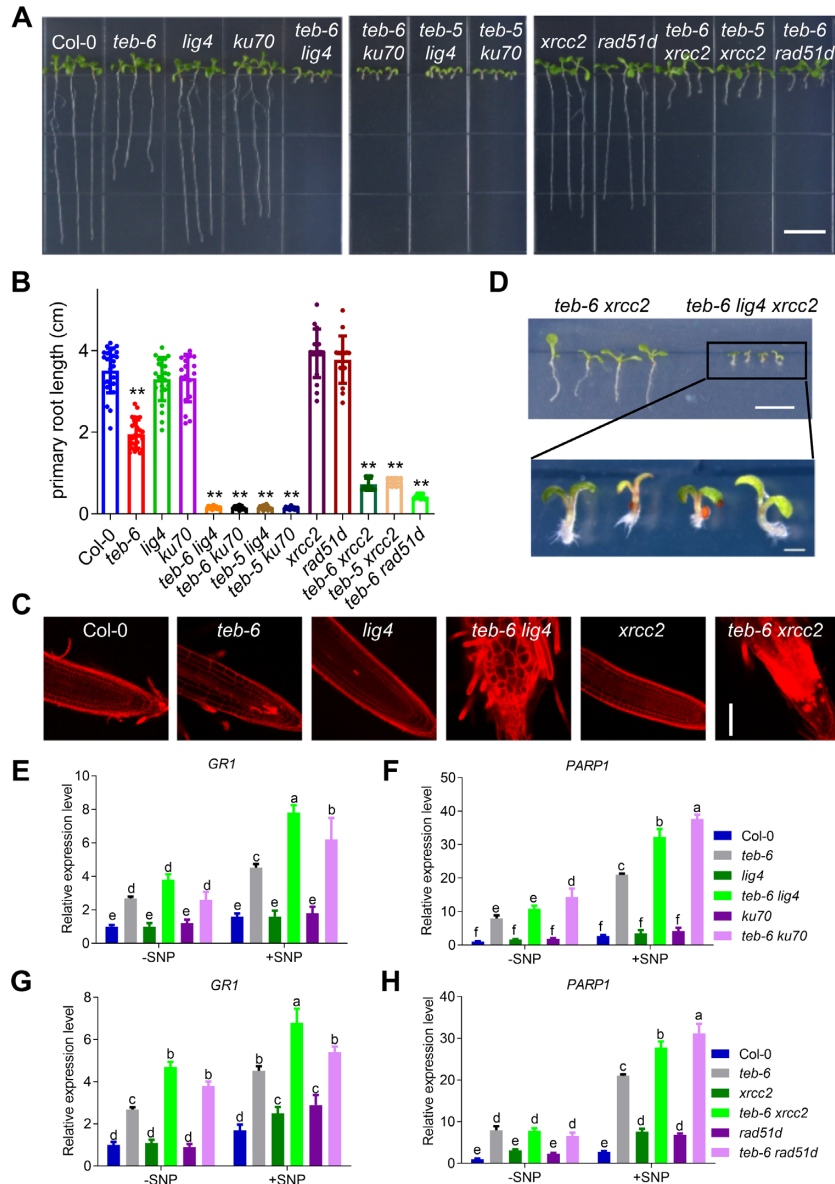 A
Col-0 teb-6 lig4 ku70 teb-6 lig4
teb-6 ku70 teb-5 lig4 teb-5 ku70
xrcc2 rad51d teb-6 xrcc2 teb-5 xrcc2 teb-6 rad51d
B
primary root length (cm)
4
2
0
** ** ** ** ** ** ** **
Col-0
teb-6
lig4
ku70
teb-6 lig4
teb-6 ku70
teb-5 lig4
teb-5 ku70
xrcc2
rad51d
teb-6 xrcc2
teb-5 xrcc2
teb-6 rad51d
D
teb-6 xrcc2 teb-6 lig4 xrcc2
C
Col-0 teb-6 lig4 teb-6 lig4 xrcc2 teb-6 xrcc2
E
GR1
Relative expression level
10
8
6
4
2
0
e d e d e d
e c e a e b
-SNP +SNP
F
PARP1
Relative expression level
50
40
30
20
10
0
f e f e f d
f c f b f a
-SNP +SNP
Col-0
teb-6
lig4
teb-6 lig4
ku70
teb-6 ku70
G
GR1
Relative expression level
8
6
4
2
0
d c d b d b
d b c a c b
-SNP +SNP
H
PARP1
Relative expression level
40
30
20
10
0
e d e d e d
e c d b d a
-SNP +SNP
Col-0
teb-6
xrcc2
teb-6 xrcc2
rad51d
teb-6 rad51d